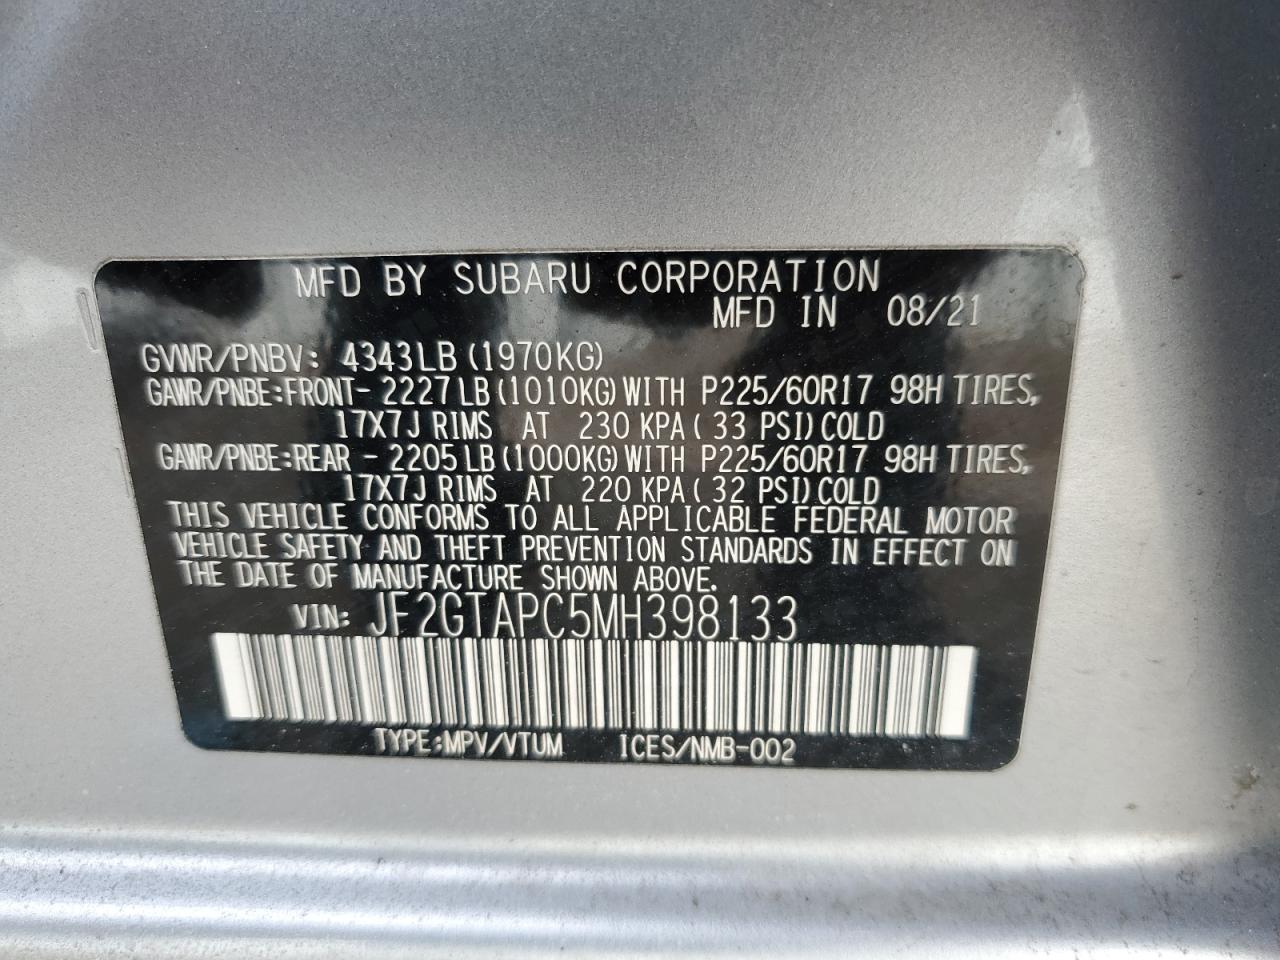 MFD BY SUBARU CORPORATION
MFD IN 08/21
GVWR/PNBV: 4343LB (1970KG)
GAWR/PNBE:FRONT- 2227LB (1010KG) WITH P225/60R17 98H TIRES,
17X7J RIMS AT 230 KPA ( 33 PSI) COLD
GAWR/PNBE:REAR - 2205LB (1000KG) WITH P225/60R17 98H TIRES,
17X7J RIMS AT 220 KPA ( 32 PSI) COLD
THIS VEHICLE CONFORMS TO ALL APPLICABLE FEDERAL MOTOR
VEHICLE SAFETY AND THEFT PREVENTION STANDARDS IN EFFECT ON
THE DATE OF MANUFACTURE SHOWN ABOVE.
VIN: JF2GTAPC5MH398133
TYPE:MPV/VTUM ICES/NMB-002